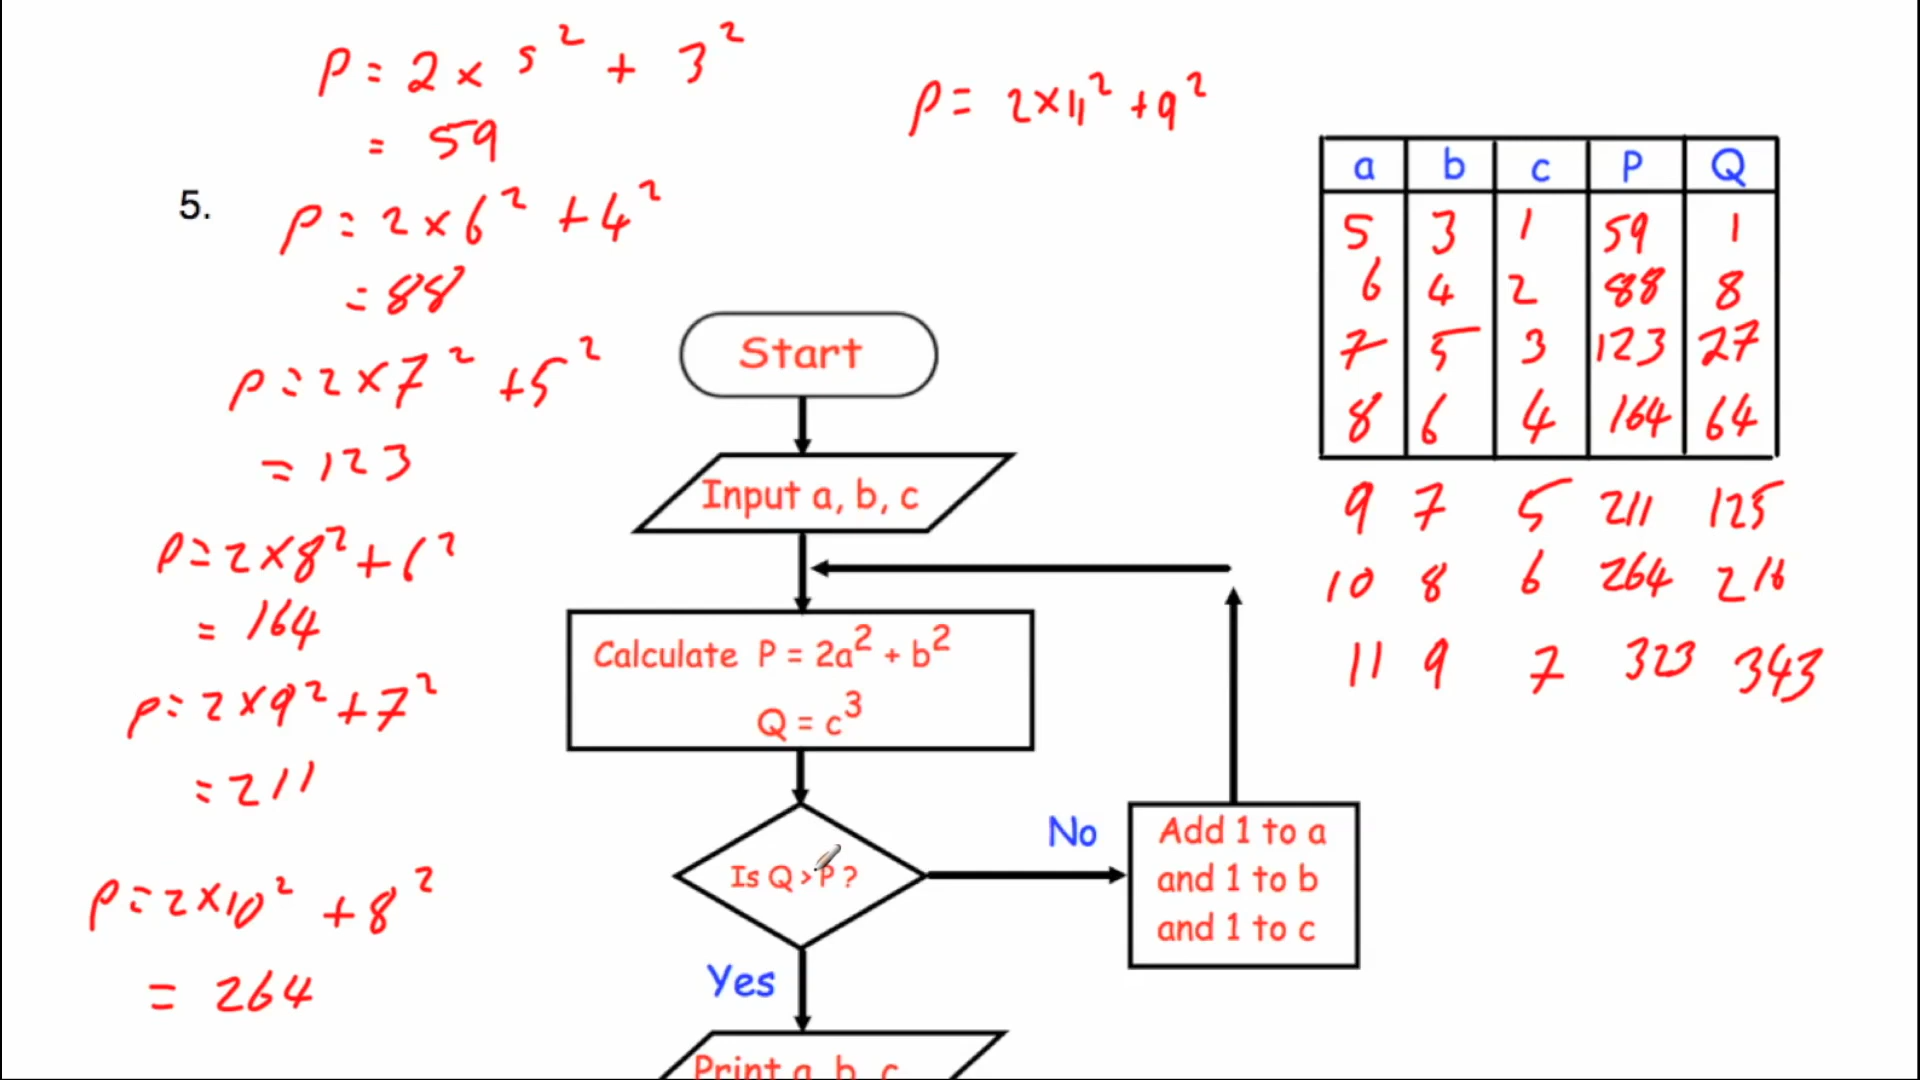 P = 2 × 5² + 3²
= 59
5.
P = 2 × 6² + 4²
= 88
P = 2 × 7² + 5²
= 123
P = 2 × 8² + 6²
= 164
P = 2 × 9² + 7²
= 211
P = 2 × 10² + 8²
= 264
P = 2 × 11² + 9²
Start
Input a, b, c
Calculate P = 2a² + b²
Q = c³
Is Q > P ?
No
Add 1 to a
and 1 to b
and 1 to c
Yes
Print a, b, c
a b c P Q
5 3 1 59 1
6 4 2 88 8
7 5 3 123 27
8 6 4 164 64
9 7 5 211 125
10 8 6 264 216
11 9 7 323 343